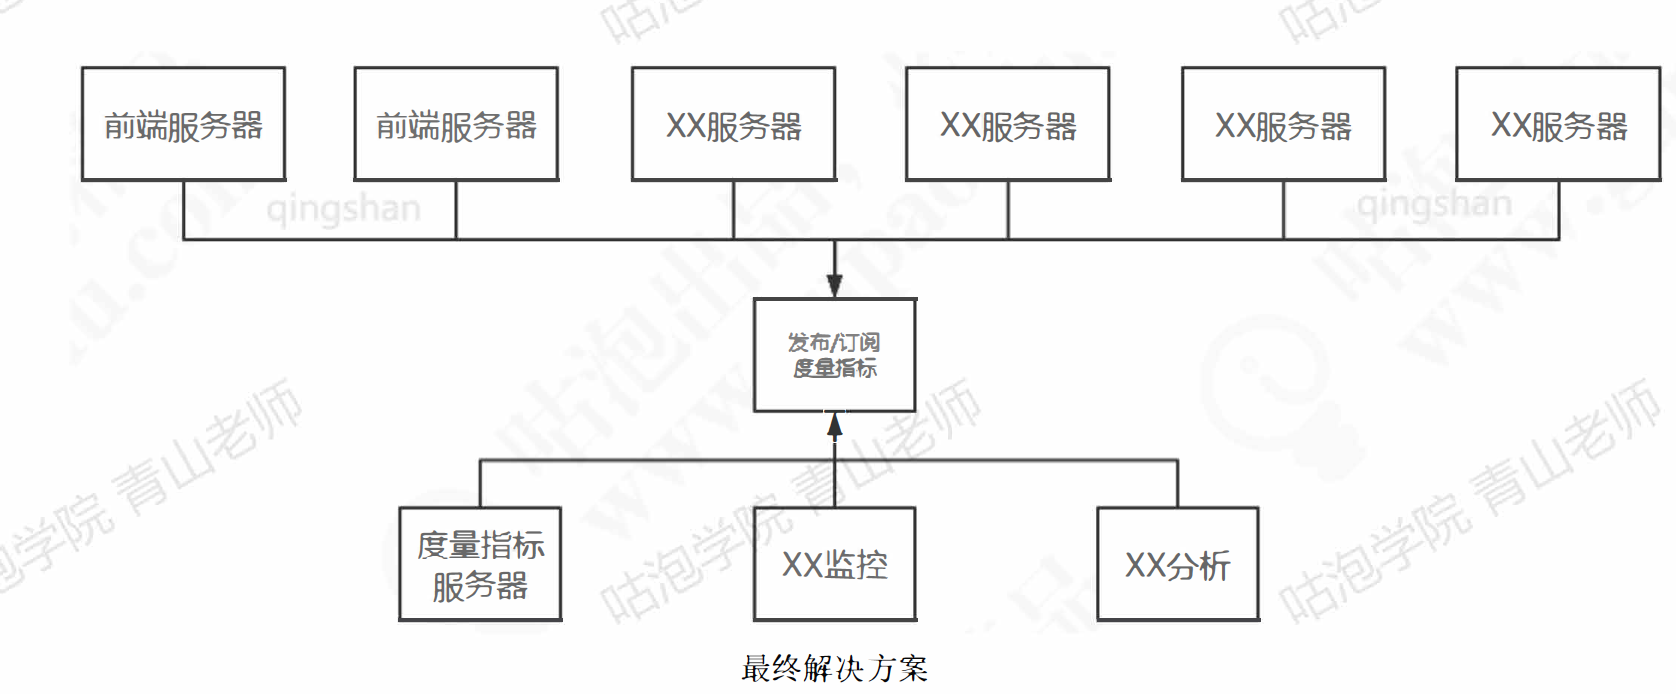 前端服务器
前端服务器
XX服务器
XX服务器
XX服务器
XX服务器
qingshan
qingshan
发布/订阅
度量指标
度量指标
服务器
XX监控
XX分析
咕泡学院 青山老师
咕泡学院 青山老师
咕泡学院 青山老师
最终解决方案